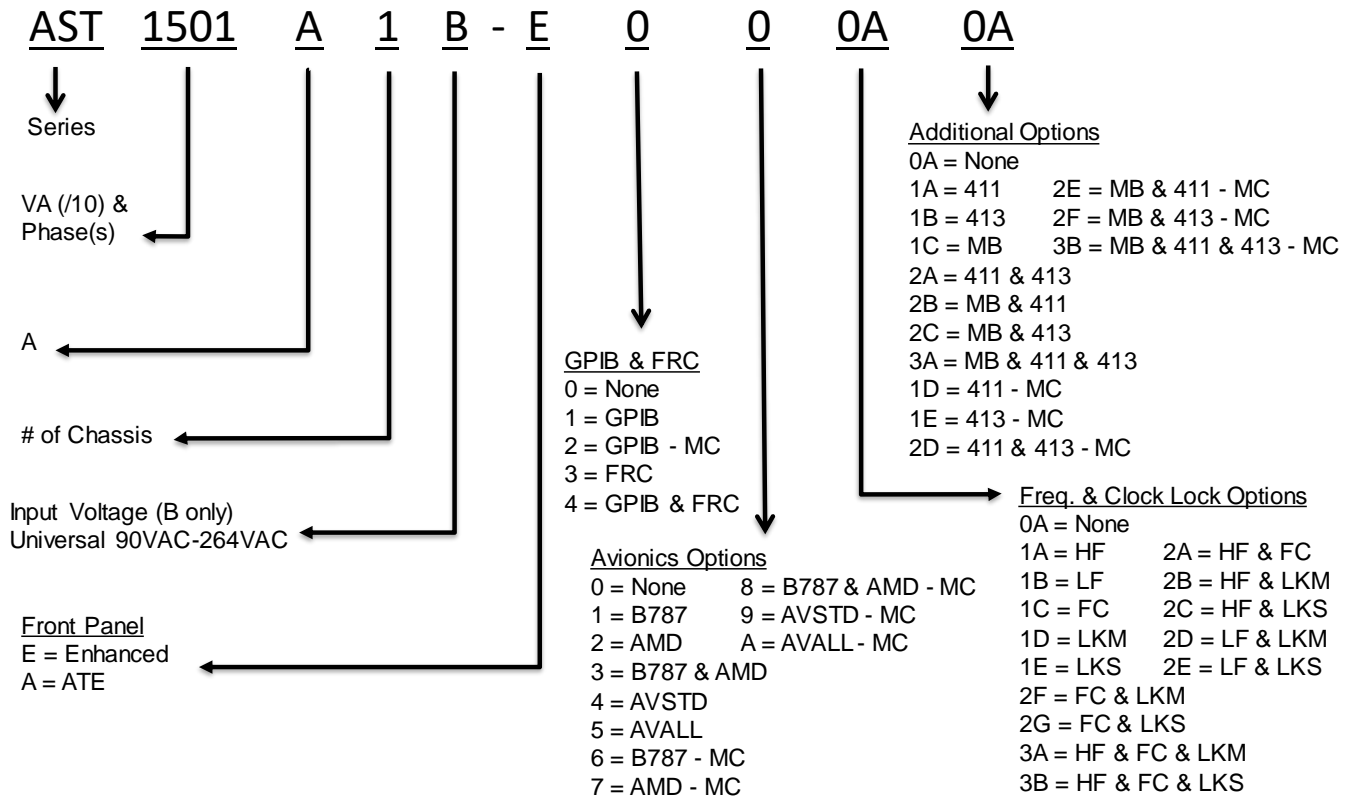 AST 1501 A 1 B - E 0 0 0A 0A
Series
VA (/10) &
Phase(s)
A
# of Chassis
Input Voltage (B only)
Universal 90VAC-264VAC
Front Panel
E = Enhanced
A = ATE
GPIB & FRC
0 = None
1 = GPIB
2 = GPIB - MC
3 = FRC
4 = GPIB & FRC
Avionics Options
0 = None 8 = B787 & AMD - MC
1 = B787 9 = AVSTD - MC
2 = AMD A = AVALL - MC
3 = B787 & AMD
4 = AVSTD
5 = AVALL
6 = B787 - MC
7 = AMD - MC
Additional Options
0A = None
1A = 411 2E = MB & 411 - MC
1B = 413 2F = MB & 413 - MC
1C = MB 3B = MB & 411 & 413 - MC
2A = 411 & 413
2B = MB & 411
2C = MB & 413
3A = MB & 411 & 413
1D = 411 - MC
1E = 413 - MC
2D = 411 & 413 - MC
Freq. & Clock Lock Options
0A = None
1A = HF 2A = HF & FC
1B = LF 2B = HF & LKM
1C = FC 2C = HF & LKS
1D = LKM 2D = LF & LKM
1E = LKS 2E = LF & LKS
2F = FC & LKM
2G = FC & LKS
3A = HF & FC & LKM
3B = HF & FC & LKS